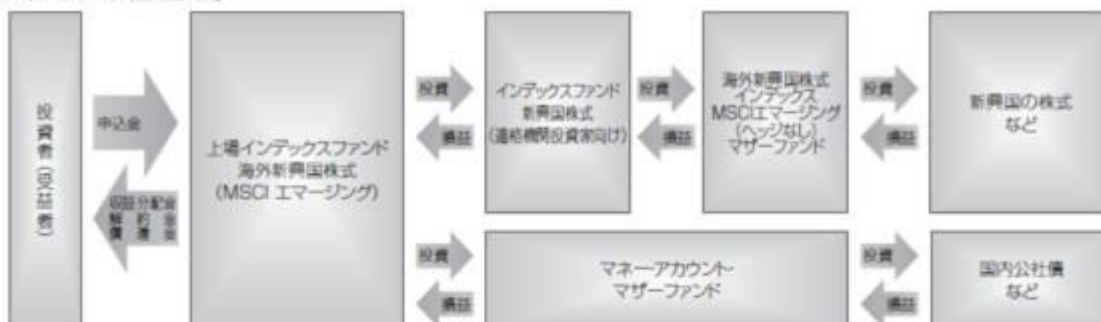 投資者(受益者)
申込金
収益分配金
解約金
償還金
上場インデックスファンド
海外新興国株式
(MSCI エマージング)
投資
損益
インデックスファンド
新興国株式
(適格機関投資家向け)
投資
損益
海外新興国株式
インデックス
MSCIエマージング
(ヘッジなし)
マザーファンド
投資
損益
新興国の株式
など
投資
損益
マネー・アカウント・
マザーファンド
投資
損益
国内公社債
など